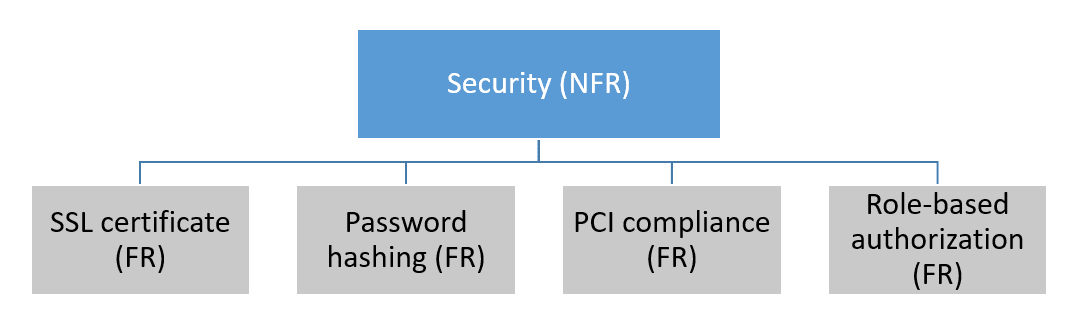 Security (NFR)
SSL certificate
(FR)
Password
hashing (FR)
PCI compliance
(FR)
Role-based
authorization
(FR)